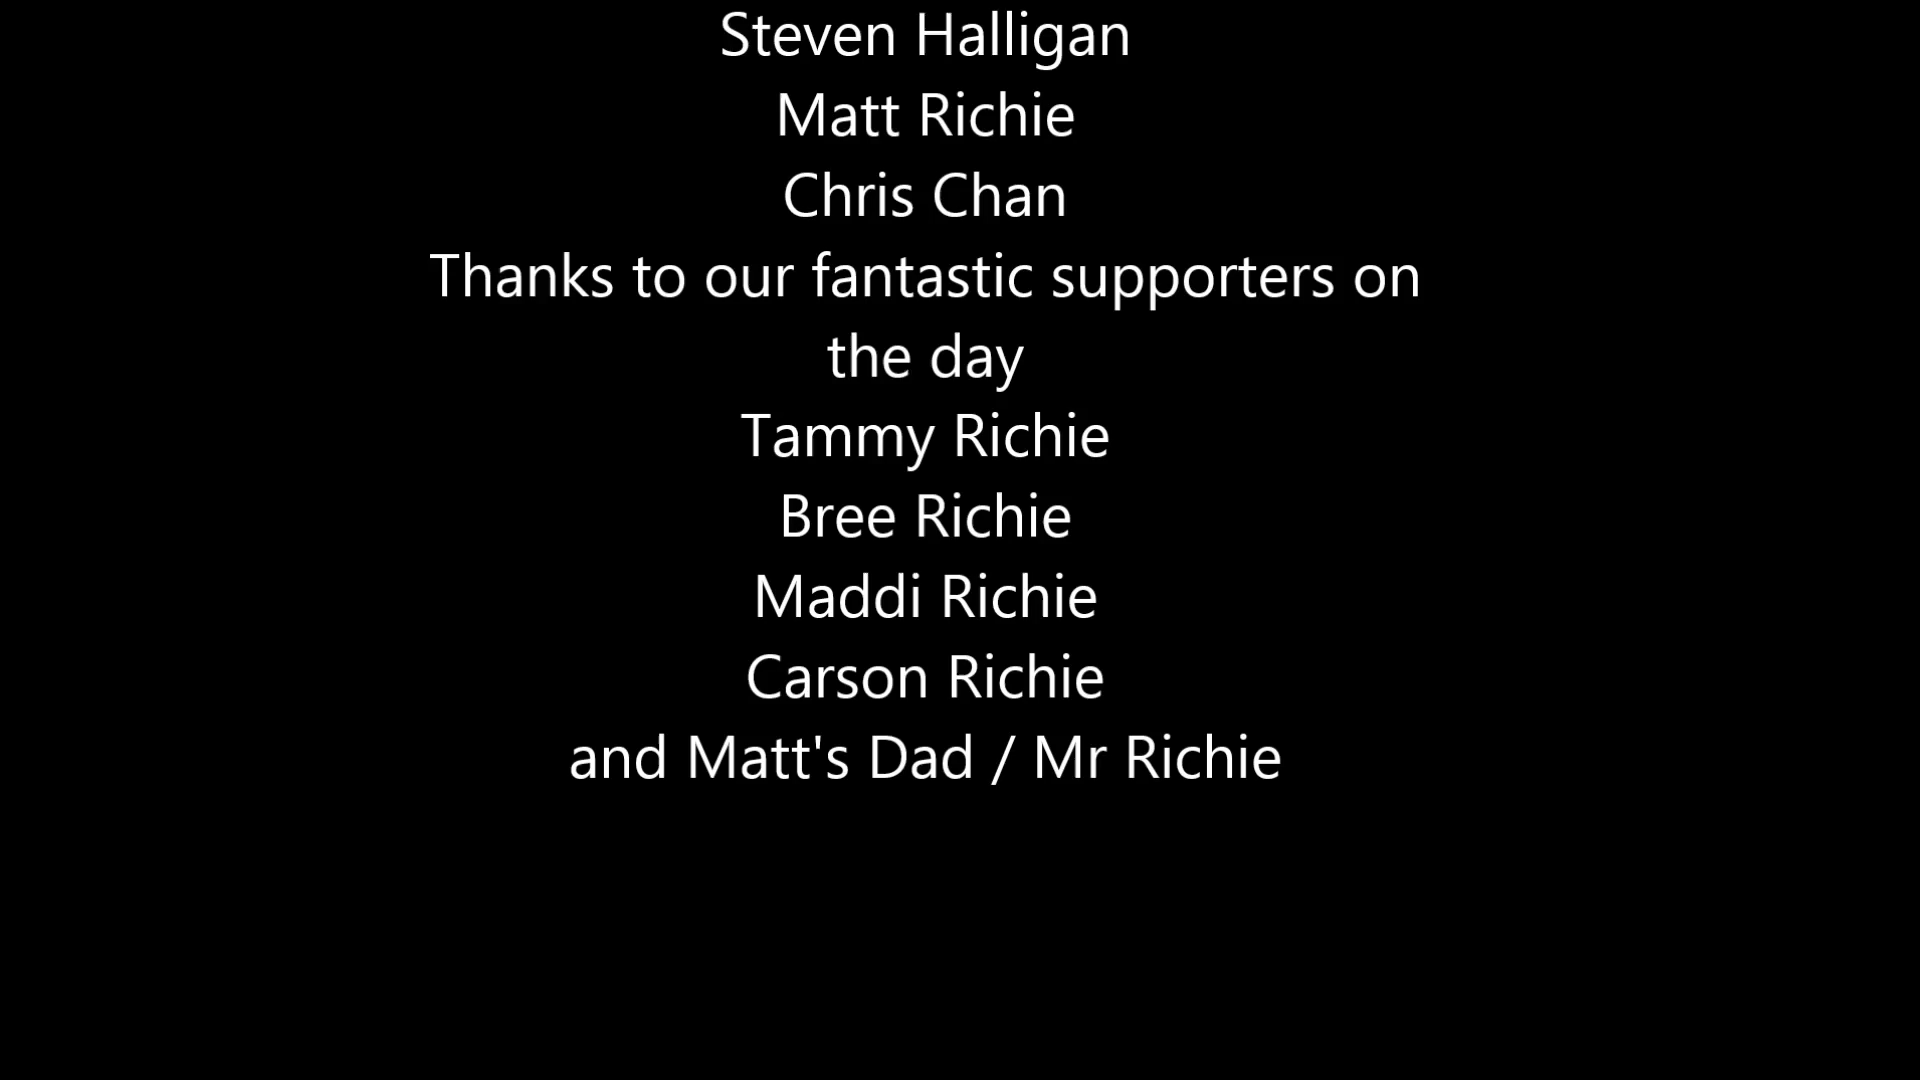 Steven Halligan
Matt Richie
Chris Chan
Thanks to our fantastic supporters on
the day
Tammy Richie
Bree Richie
Maddi Richie
Carson Richie
and Matt's Dad / Mr Richie